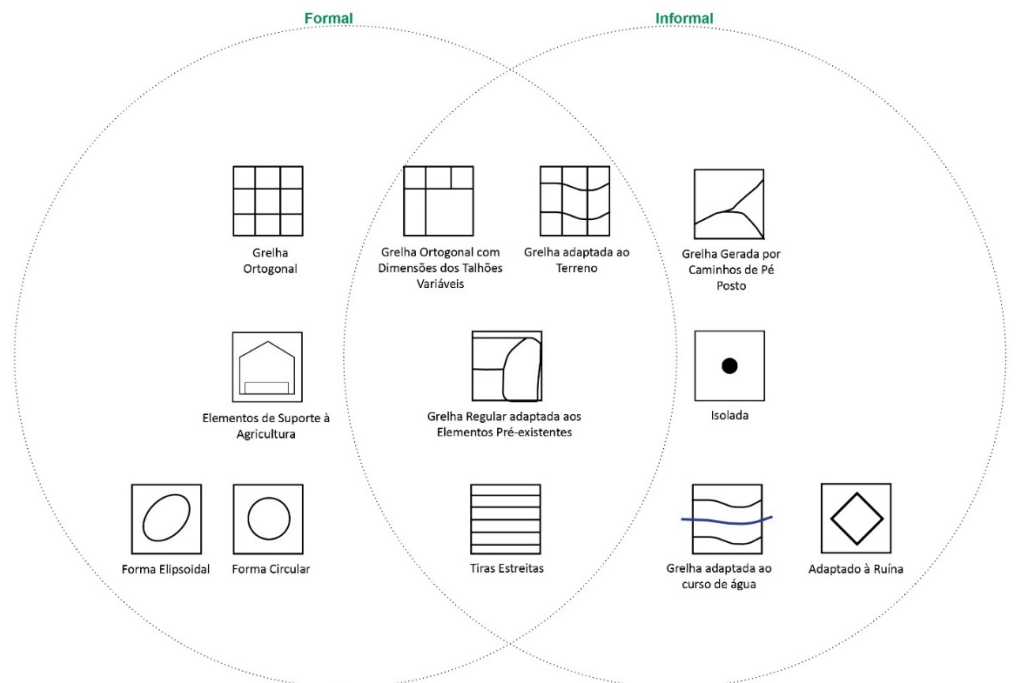 Formal
Informal
Grelha
Ortogonal
Grelha Ortogonal com
Dimensões dos Talhões
Variáveis
Grelha adaptada ao
Terreno
Grelha Gerada por
Caminhos de Pé
Posto
Elementos de Suporte à
Agricultura
Grelha Regular adaptada aos
Elementos Pré-existentes
Isolada
Forma Elipsoidal
Forma Circular
Tiras Estreitas
Grelha adaptada ao
curso de água
Adaptado à Ruína